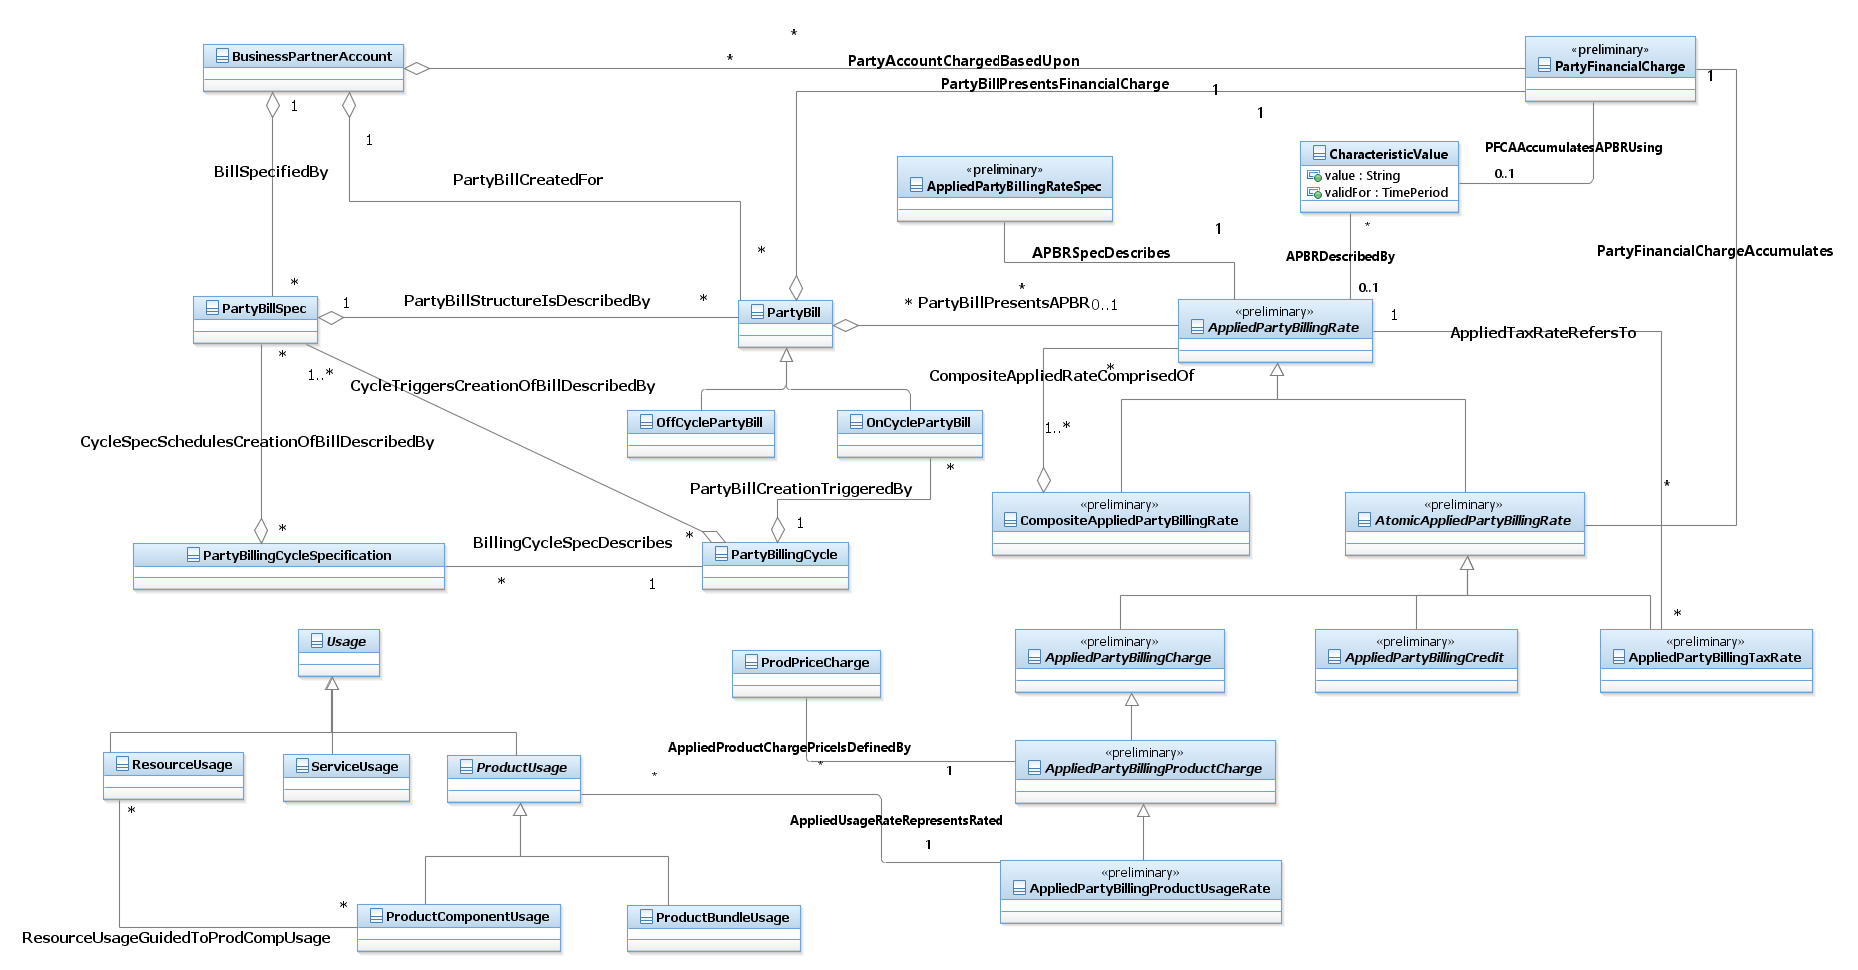 *
BusinessPartnerAccount
*
PartyAccountChargedBasedUpon
«preliminary»
PartyFinancialCharge
1
PartyBillPresentsFinancialCharge
1
1
1
1
PFCAAccumulatesAPBRUsing
0..1
CharacteristicValue
value : String
validFor : TimePeriod
*
BillSpecifiedBy
PartyBillCreatedFor
«preliminary»
AppliedPartyBillingRateSpec
1
APBRSpecDescribes
APBRDescribedBy
PartyFinancialChargeAccumulates
*
*
*
0..1
PartyBillSpec
1
PartyBillStructureIsDescribedBy
*
PartyBill
* PartyBillPresentsAPBR
0..1
«preliminary»
AppliedPartyBillingRate
1
AppliedTaxRateRefersTo
*
1..*
CycleTriggersCreationOfBillDescribedBy
*
CompositeAppliedRateComprisedOf
OffCyclePartyBill
OnCyclePartyBill
1..*
CycleSpecSchedulesCreationOfBillDescribedBy
*
PartyBillCreationTriggeredBy
*
*
1
«preliminary»
CompositeAppliedPartyBillingRate
«preliminary»
AtomicAppliedPartyBillingRate
PartyBillingCycleSpecification
BillingCycleSpecDescribes
*
PartyBillingCycle
*
1
*
Usage
ProdPriceCharge
«preliminary»
AppliedPartyBillingCharge
«preliminary»
AppliedPartyBillingCredit
«preliminary»
AppliedPartyBillingTaxRate
AppliedProductChargePriceIsDefinedBy
*
*
1
«preliminary»
AppliedPartyBillingProductCharge
ResourceUsage
ServiceUsage
ProductUsage
*
AppliedUsageRateRepresentsRated
1
«preliminary»
AppliedPartyBillingProductUsageRate
*
ProductComponentUsage
ProductBundleUsage
ResourceUsageGuidedToProdCompUsage